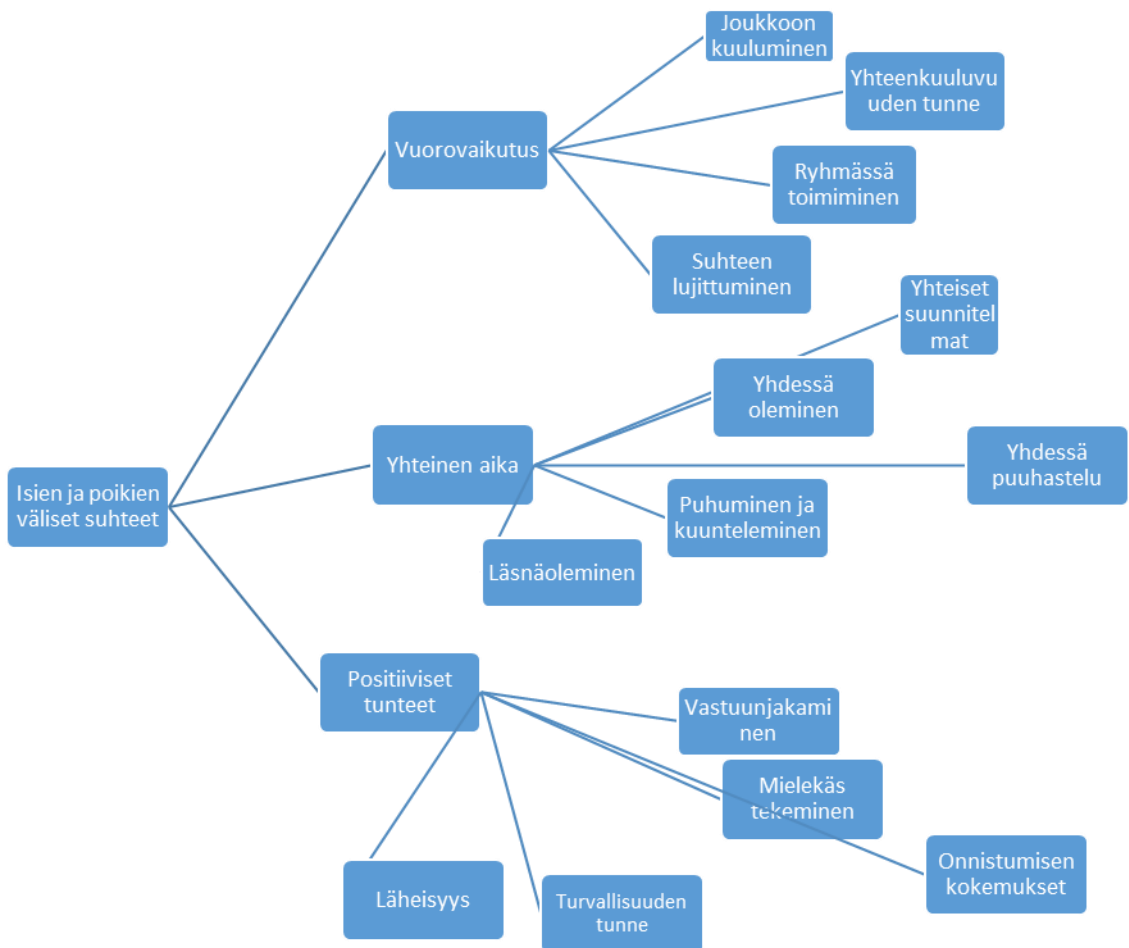 Joukkoon
kuuluminen
Yhteenkuuluvu
uuden tunne
Vuorovaikutus
Ryhmässä
toimiminen
Suhteen
lujittuminen
Yhteiset
suunnitel
mat
Yhdessä
oleminen
Yhteinen aika
Yhdessä
puuhastelu
Isien ja poikien
väliset suhteet
Puhuminen ja
kuunteleminen
Läsnäoleminen
Positiiviset
tunteet
Vastuunjakami
nen
Mielekäs
tekeminen
Onnistumisen
kokemukset
Läheisyys
Turvallisuuden
tunne